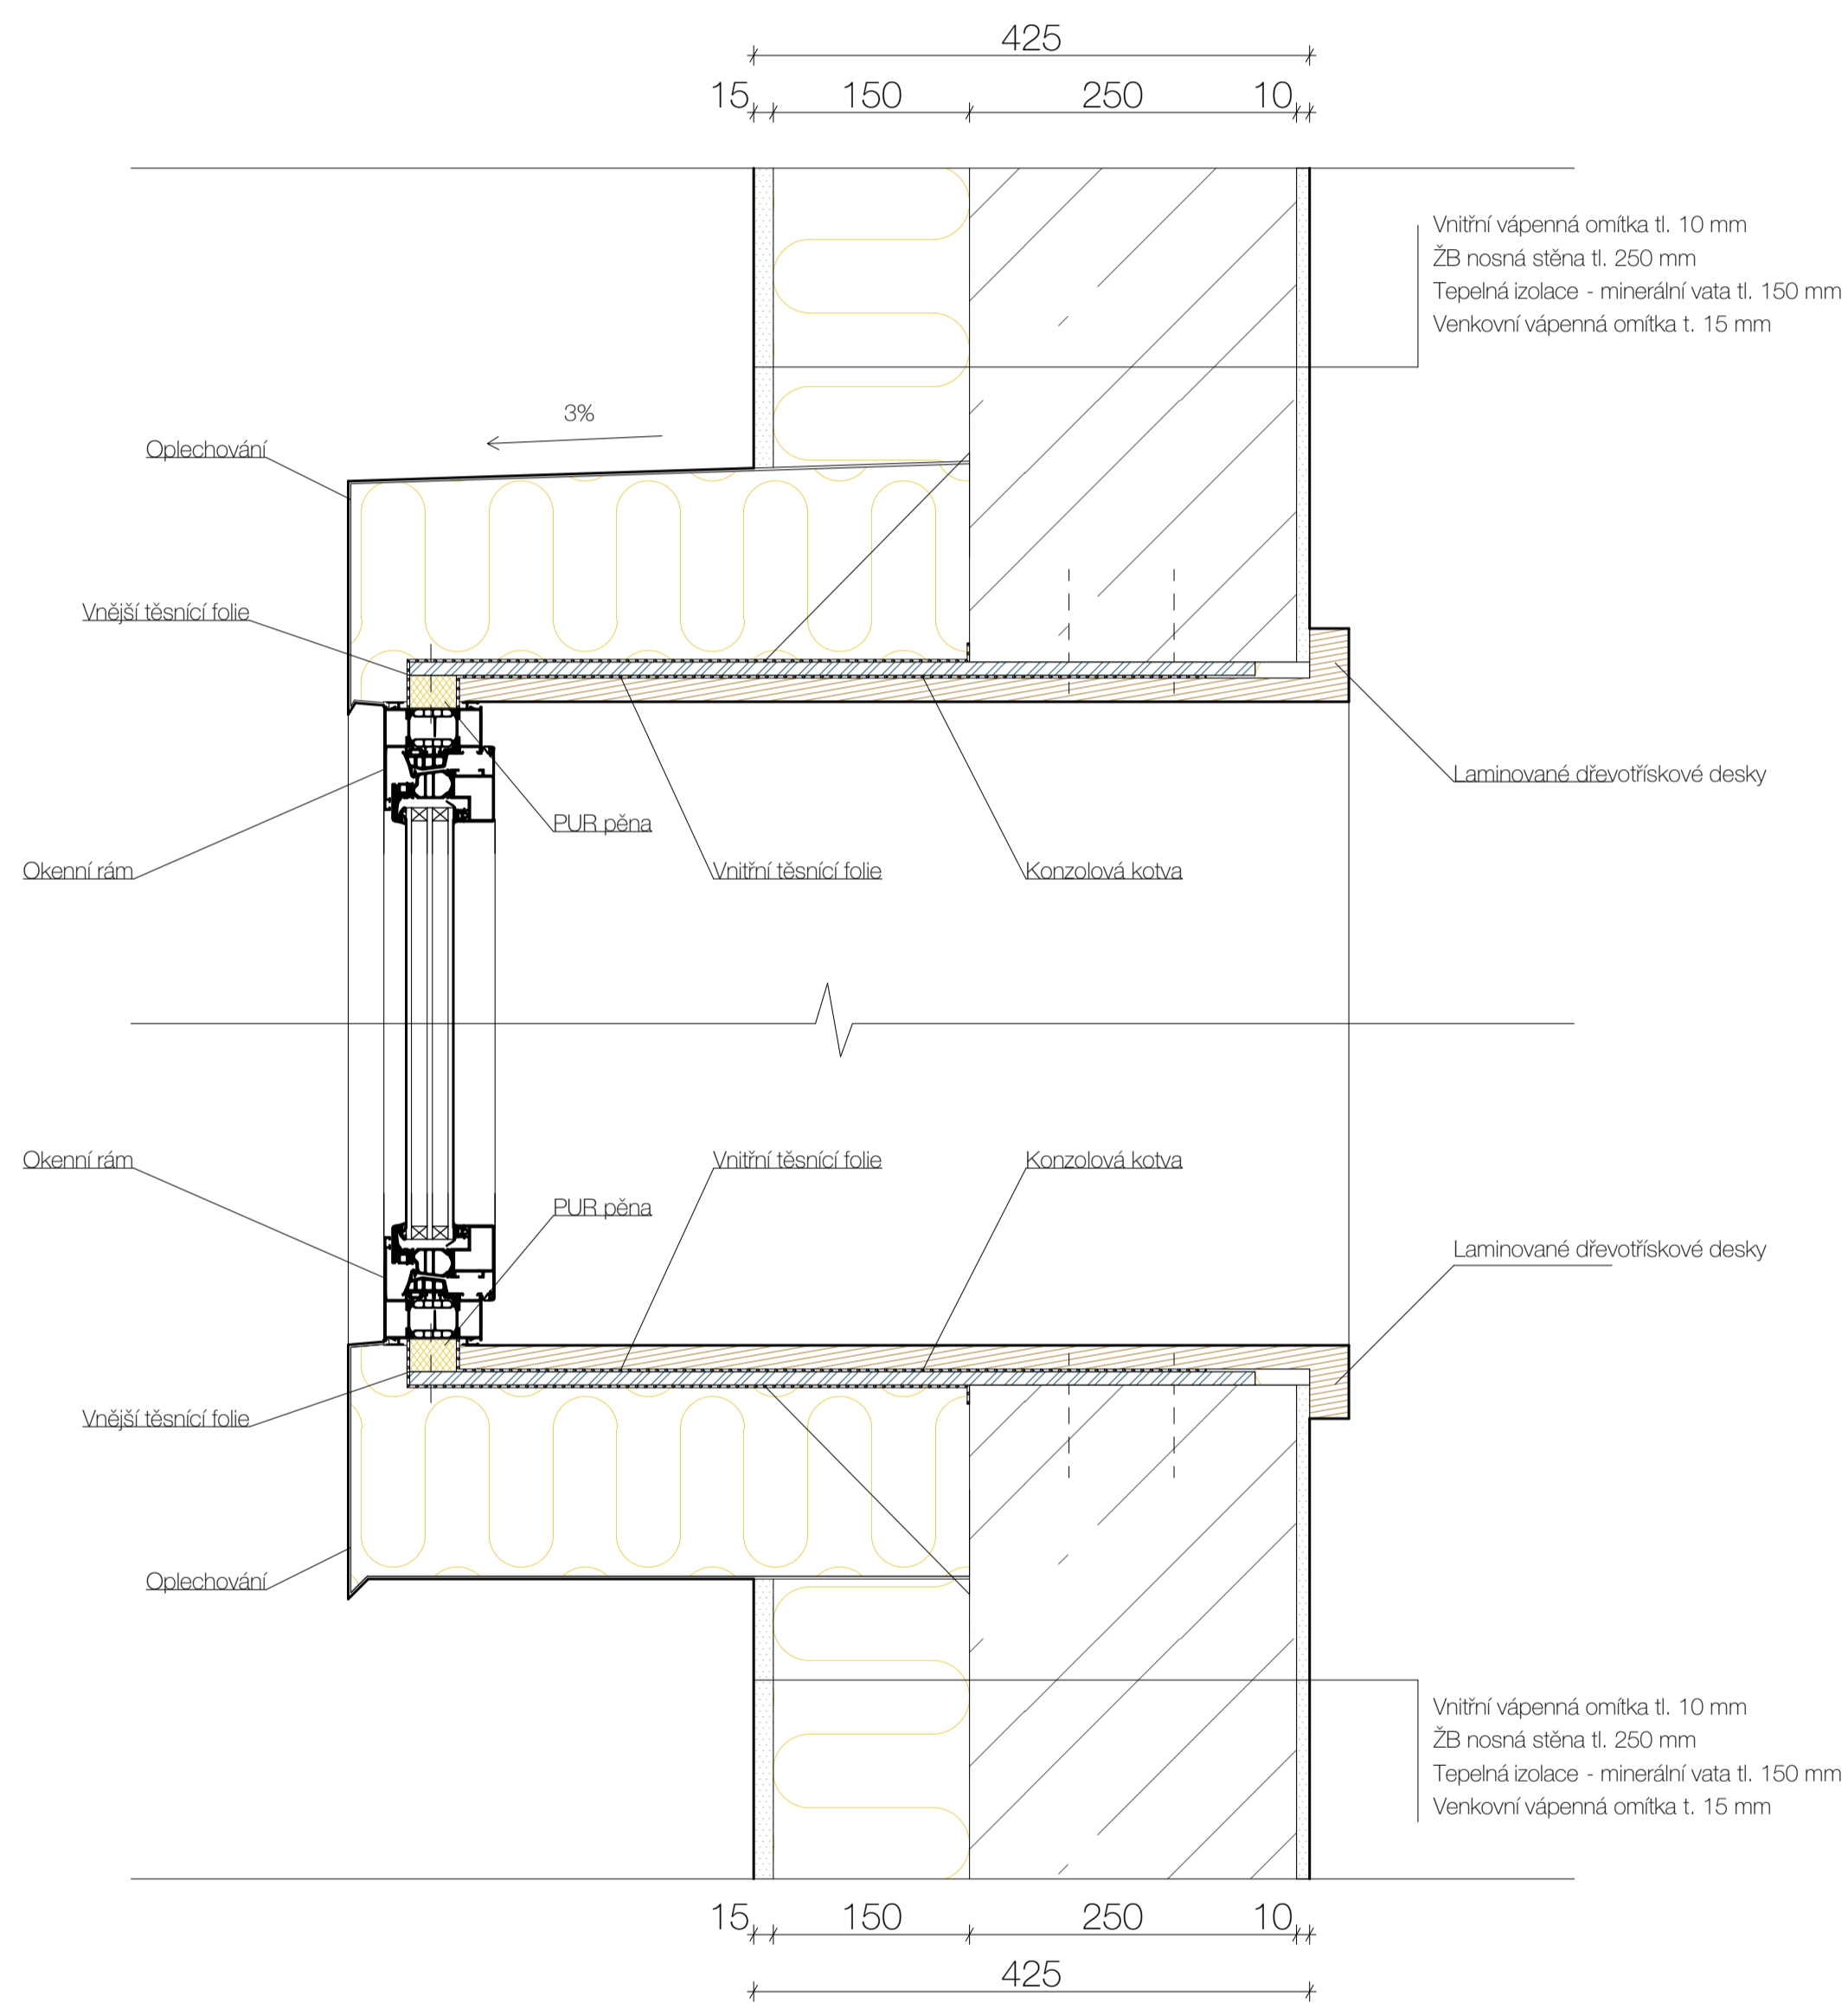 425
15 150 250 10
Vnitřní vápenná omítka tl. 10 mm
ŽB nosná stěna tl. 250 mm
Tepelná izolace - minerální vata tl. 150 mm
Venkovní vápenná omítka t. 15 mm
3%
Oplechování
Vnější těsnící folie
Laminované dřevotřískové desky
PUR pěna
Okenní rám
Vnitřní těsnící folie
Konzolová kotva
Okenní rám
Vnitřní těsnící folie
Konzolová kotva
PUR pěna
Laminované dřevotřískové desky
Vnější těsnící folie
Oplechování
Vnitřní vápenná omítka tl. 10 mm
ŽB nosná stěna tl. 250 mm
Tepelná izolace - minerální vata tl. 150 mm
Venkovní vápenná omítka t. 15 mm
15 150 250 10
425